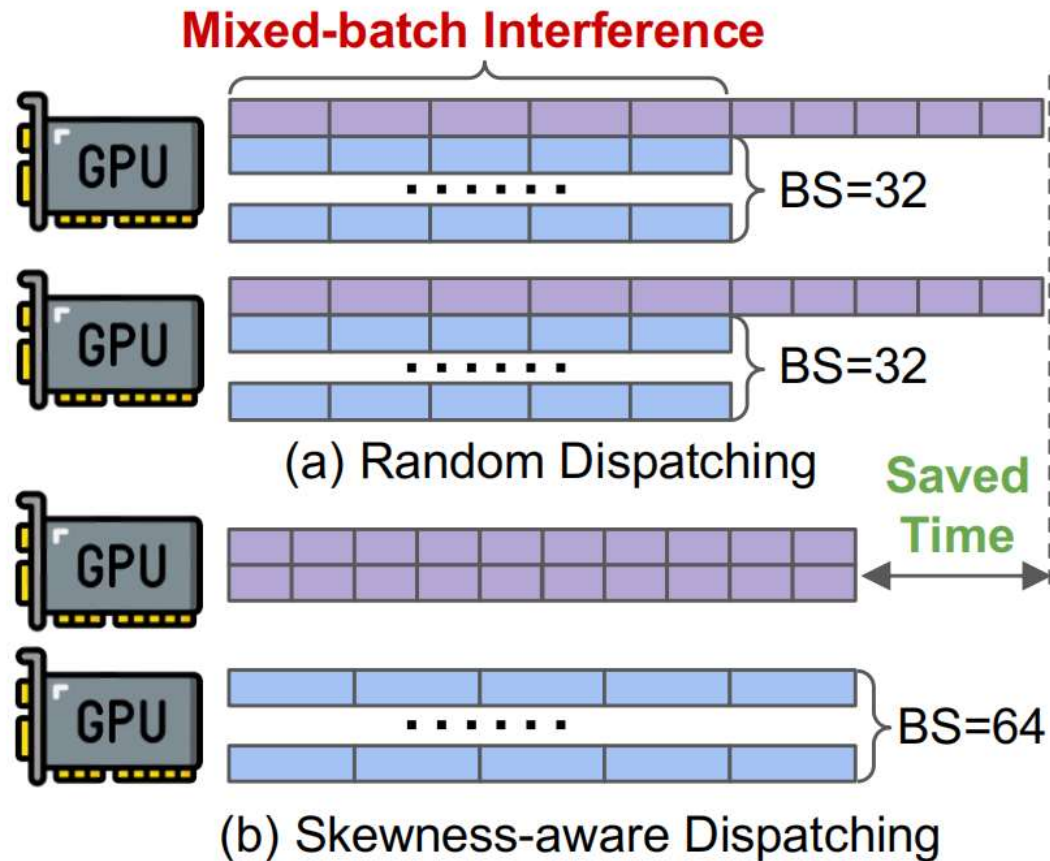 Mixed-batch Interference
GPU
BS=32
GPU
BS=32
(a) Random Dispatching
Saved
Time
GPU
GPU
BS=64
(b) Skewness-aware Dispatching